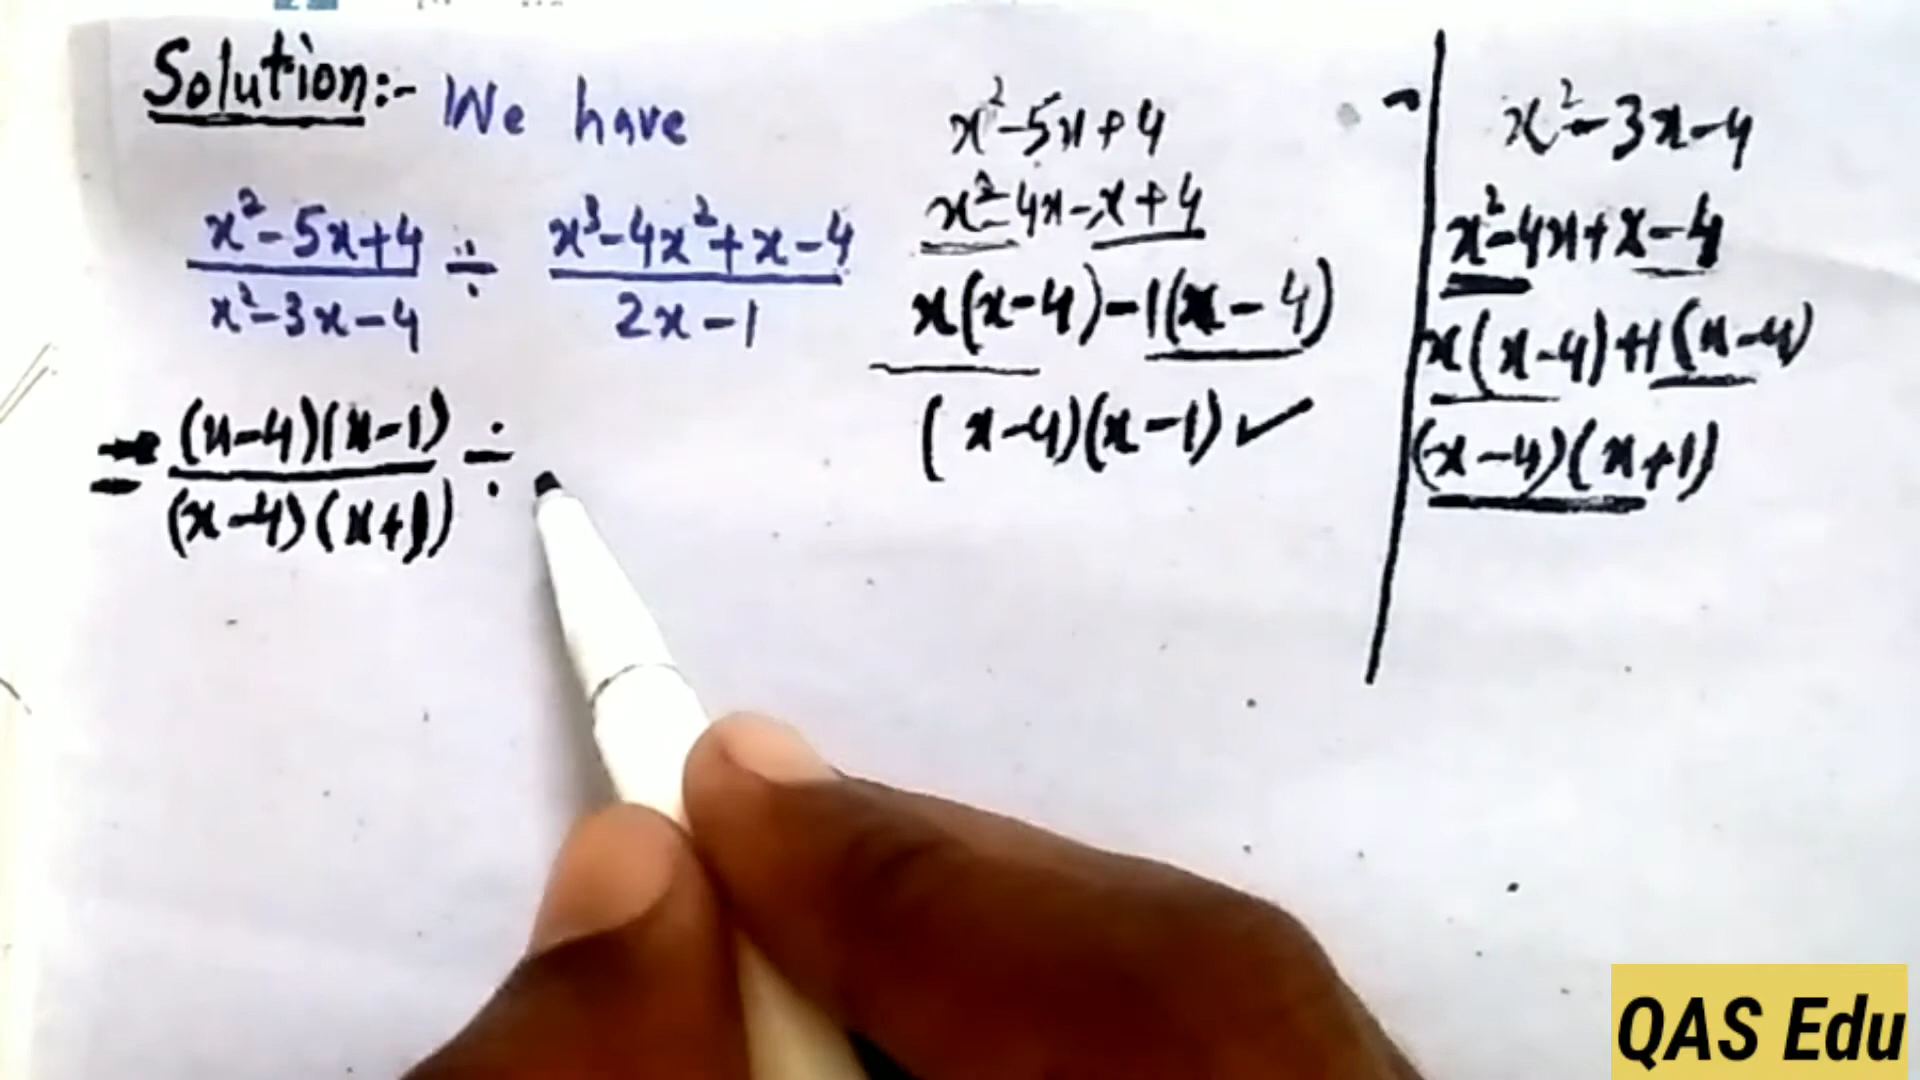 Solution:- We have
x²-5x+4 / x²-3x-4 ÷ x³-4x²+x-4 / 2x-1
= (x-4)(x-1) / (x-4)(x+1) ÷
x²-5x+4
x²-4x-x+4
x(x-4)-1(x-4)
(x-4)(x-1) ✓
x²-3x-4
x²-4x+x-4
x(x-4)+1(x-4)
(x-4)(x+1)
QAS Edu